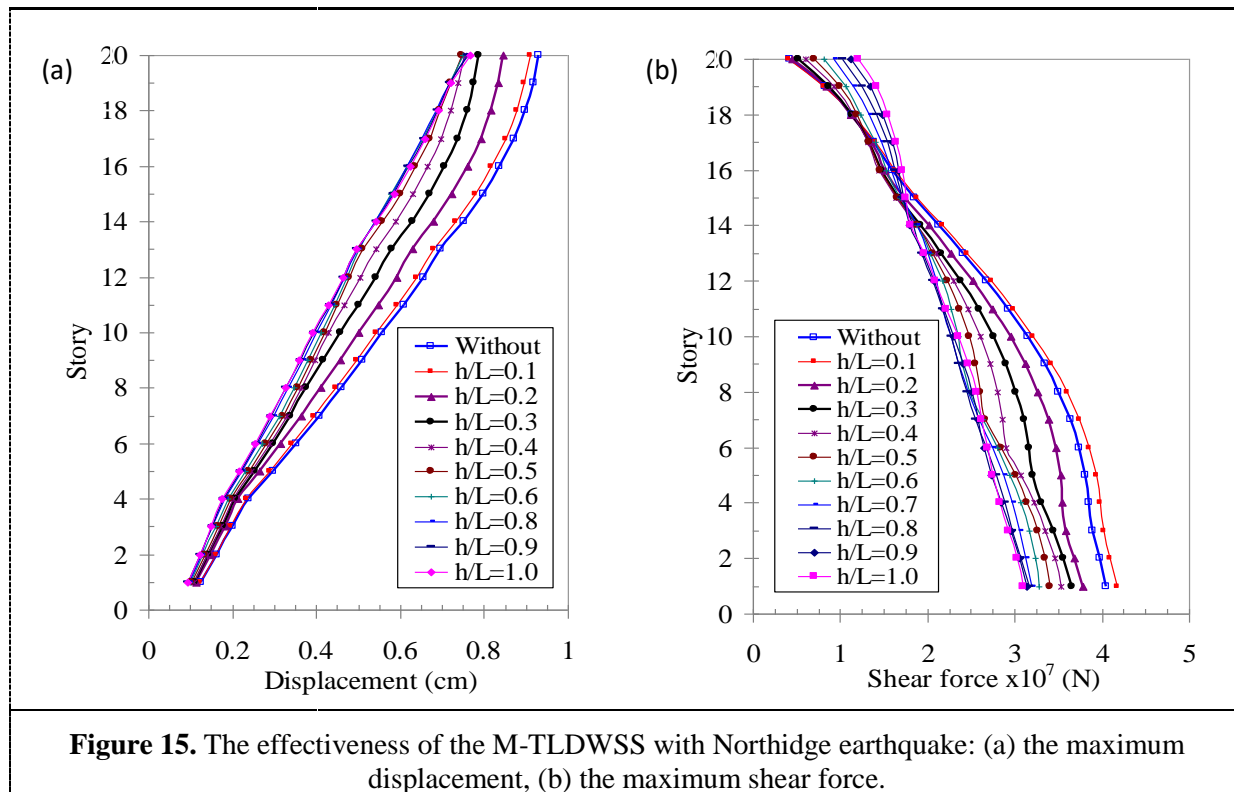 (a)
20
18
16
14
12
10
8
6
4
2
0
Story
Without
h/L=0.1
h/L=0.2
h/L=0.3
h/L=0.4
h/L=0.5
h/L=0.6
h/L=0.8
h/L=0.9
h/L=1.0
0 0.2 0.4 0.6 0.8 1
Displacement (cm)
(b)
20
18
16
14
12
10
8
6
4
2
0
Story
Without
h/L=0.1
h/L=0.2
h/L=0.3
h/L=0.4
h/L=0.5
h/L=0.6
h/L=0.7
h/L=0.8
h/L=0.9
h/L=1.0
0 1 2 3 4 5
Shear force x10⁷ (N)
Figure 15. The effectiveness of the M-TLDWSS with Northidge earthquake: (a) the maximum
displacement, (b) the maximum shear force.